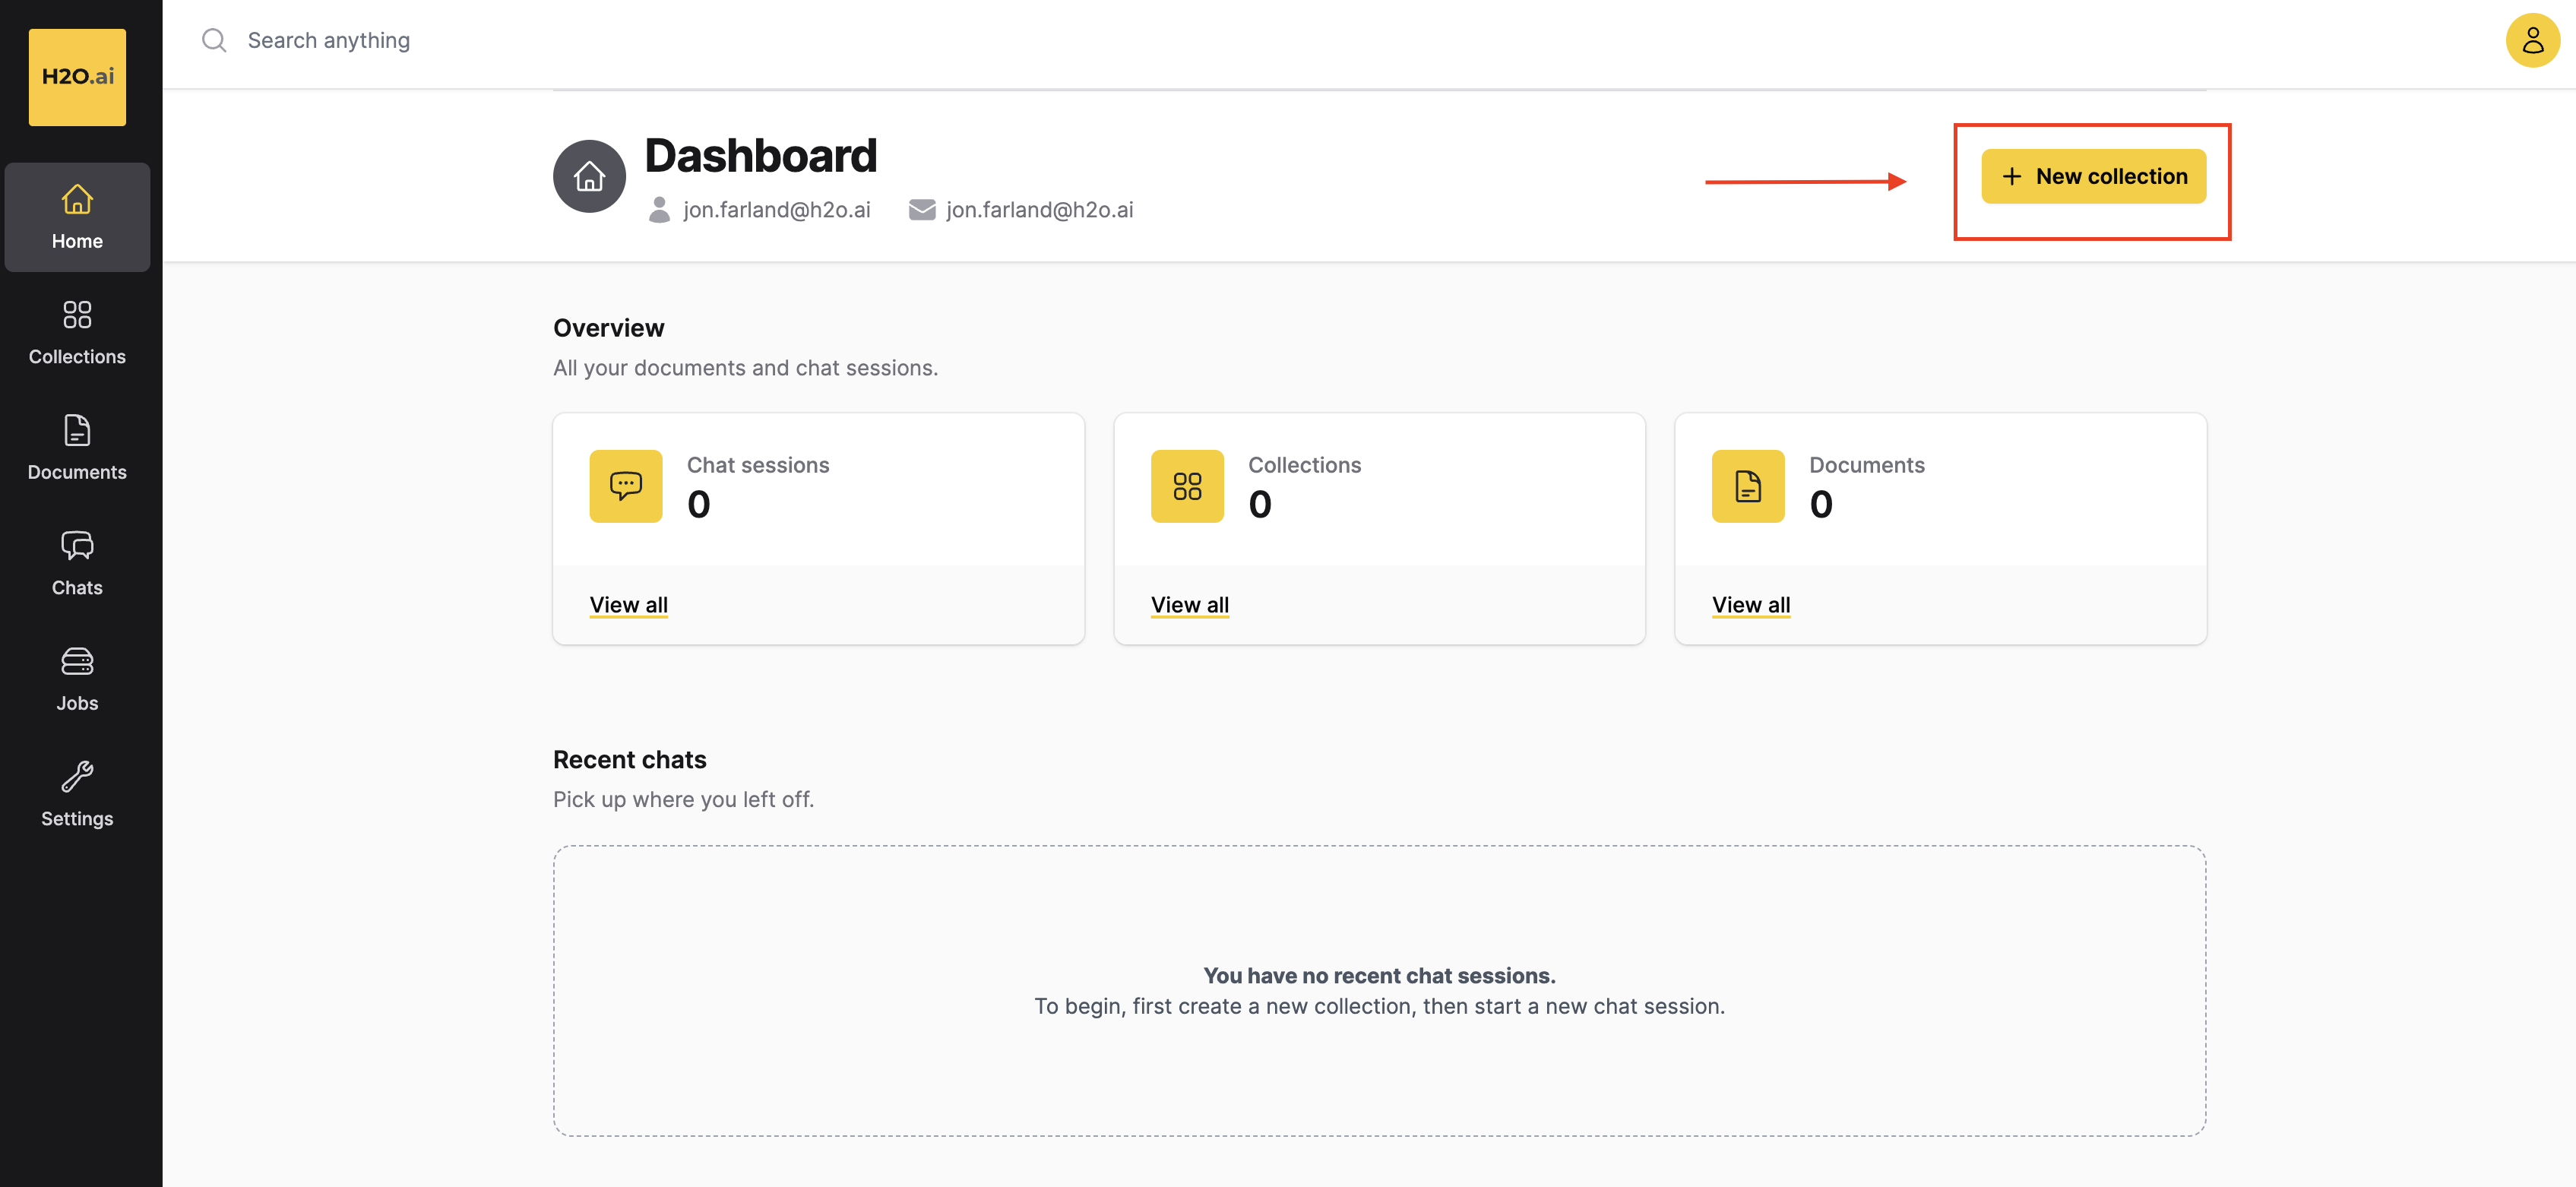 H2O.ai
Search anything
Home
Collections
Documents
Chats
Jobs
Settings
Dashboard
jon.farland@h2o.ai jon.farland@h2o.ai
+ New collection
Overview
All your documents and chat sessions.
Chat sessions
0
View all
Collections
0
View all
Documents
0
View all
Recent chats
Pick up where you left off.
You have no recent chat sessions.
To begin, first create a new collection, then start a new chat session.